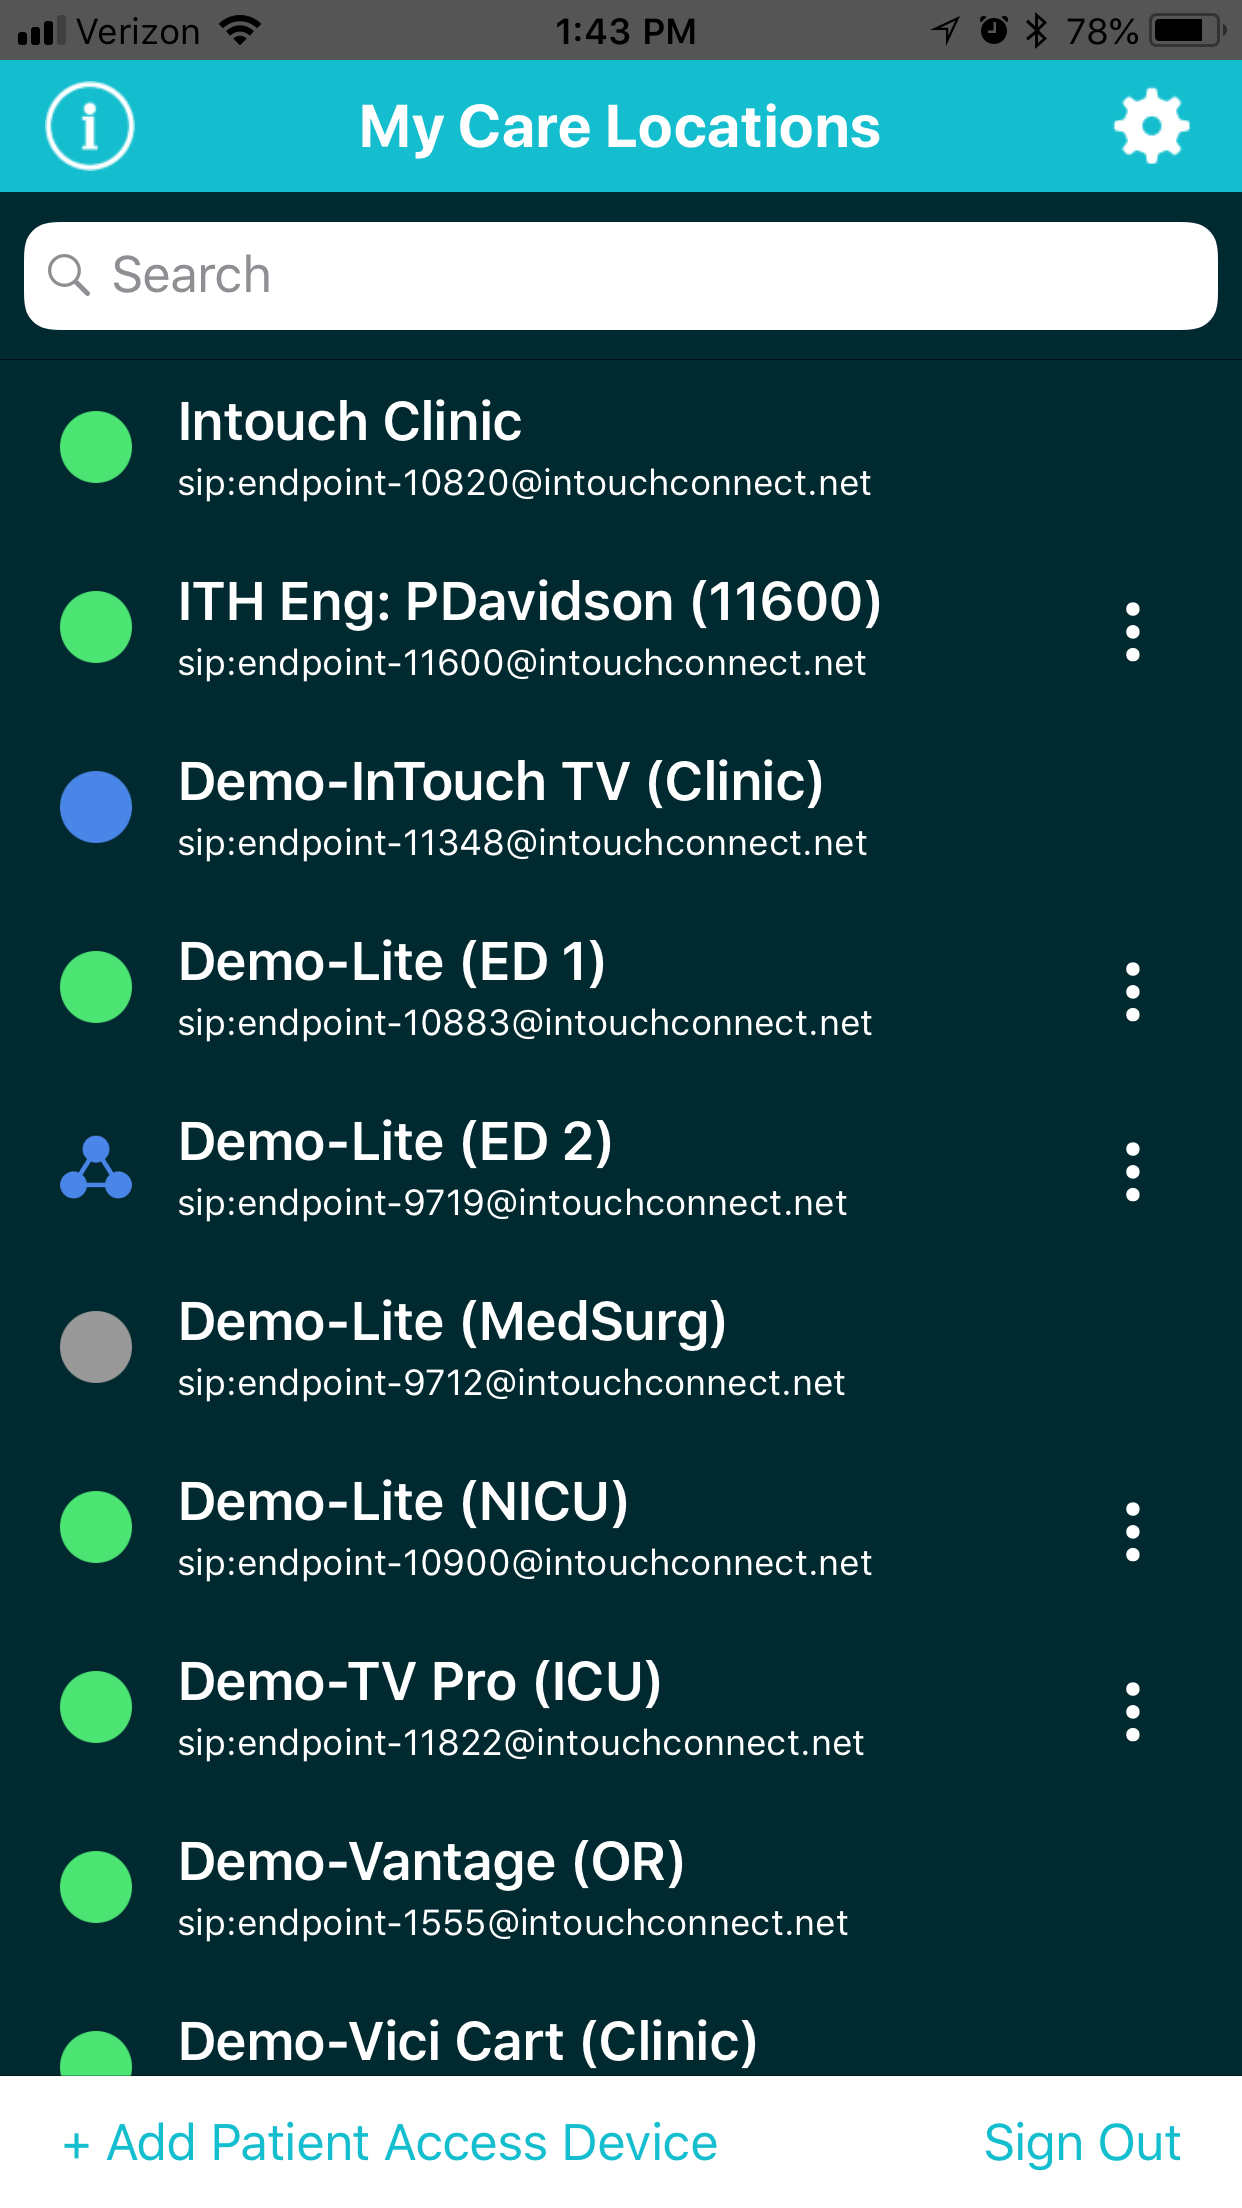 Verizon 1:43 PM 78%
My Care Locations
Search
Intouch Clinic
sip:endpoint-10820@intouchconnect.net
ITH Eng: PDavidson (11600)
sip:endpoint-11600@intouchconnect.net
Demo-InTouch TV (Clinic)
sip:endpoint-11348@intouchconnect.net
Demo-Lite (ED 1)
sip:endpoint-10883@intouchconnect.net
Demo-Lite (ED 2)
sip:endpoint-9719@intouchconnect.net
Demo-Lite (MedSurg)
sip:endpoint-9712@intouchconnect.net
Demo-Lite (NICU)
sip:endpoint-10900@intouchconnect.net
Demo-TV Pro (ICU)
sip:endpoint-11822@intouchconnect.net
Demo-Vantage (OR)
sip:endpoint-1555@intouchconnect.net
Demo-Vici Cart (Clinic)
+ Add Patient Access Device Sign Out